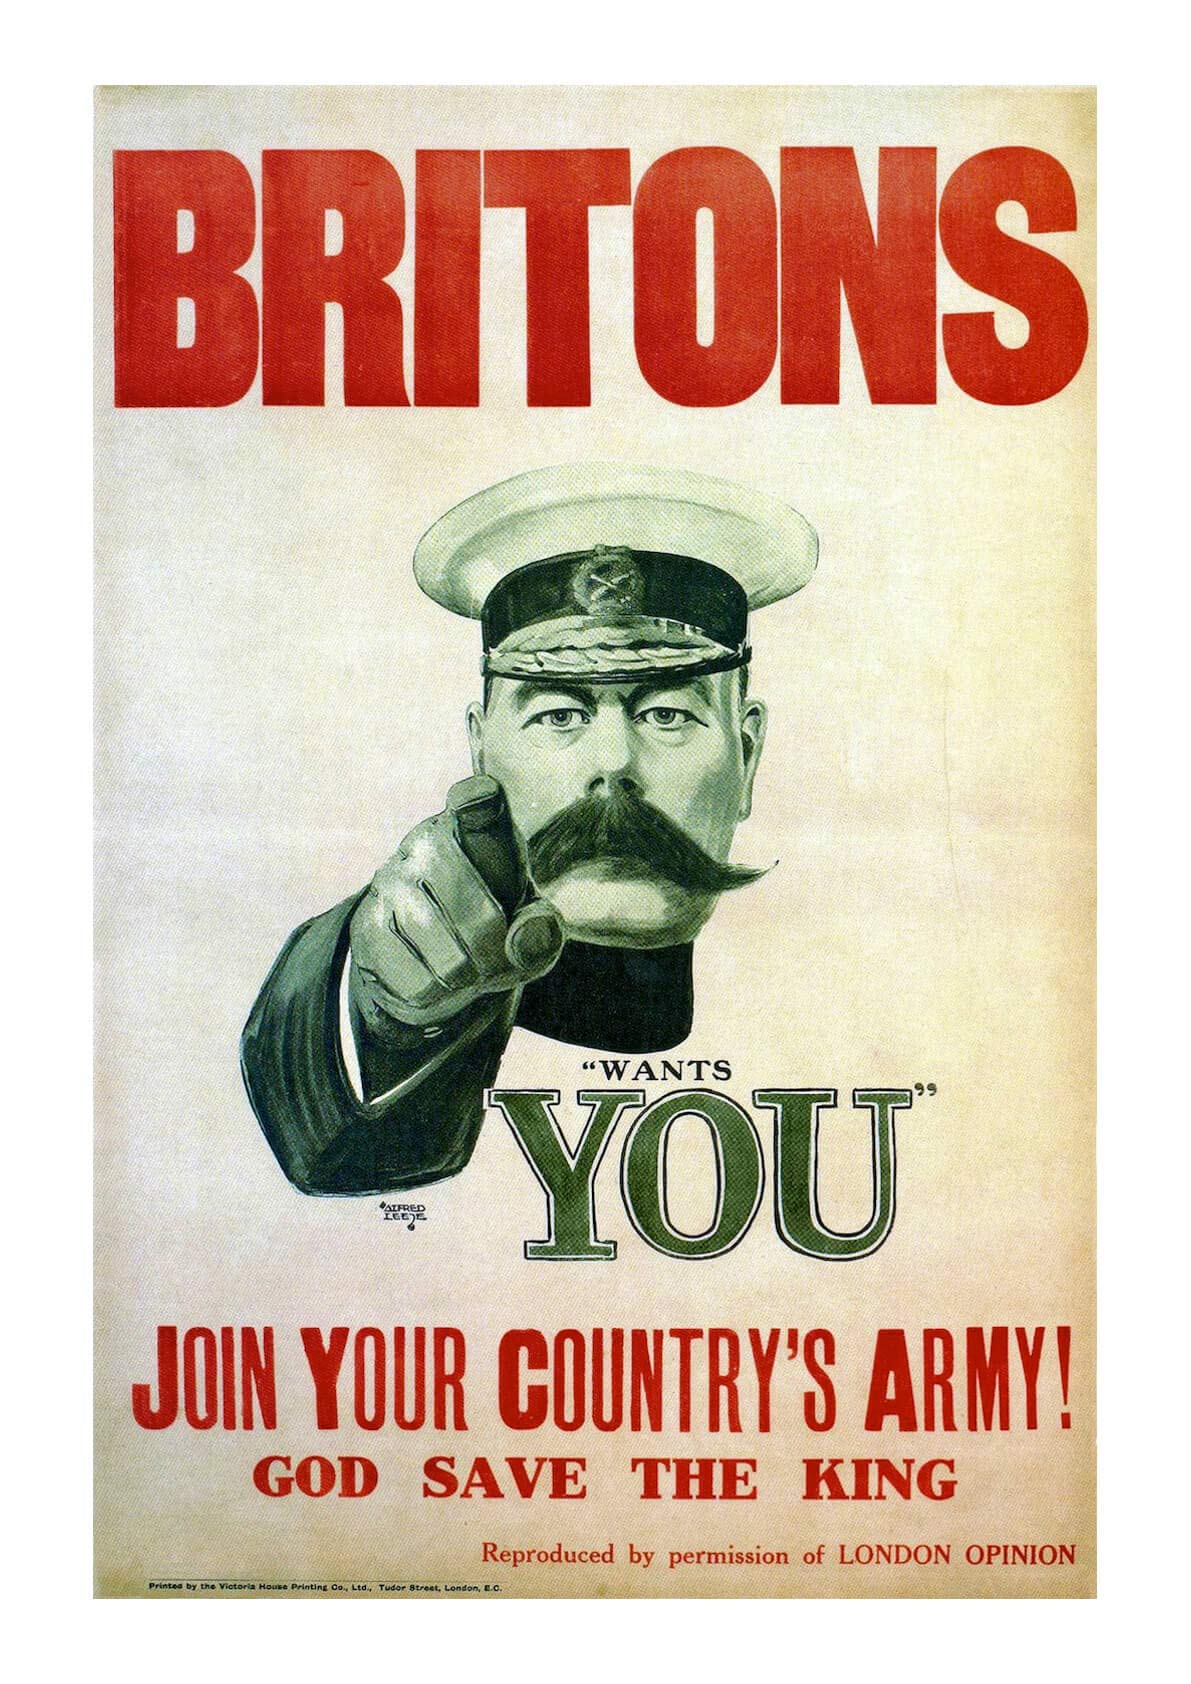 BRITONS
"WANTS
YOU"
ALFRED
LEETE
JOIN YOUR COUNTRY'S ARMY!
GOD SAVE THE KING
Reproduced by permission of LONDON OPINION
Printed by the Victoria House Printing Co., Ltd., Tudor Street, London, E.C.